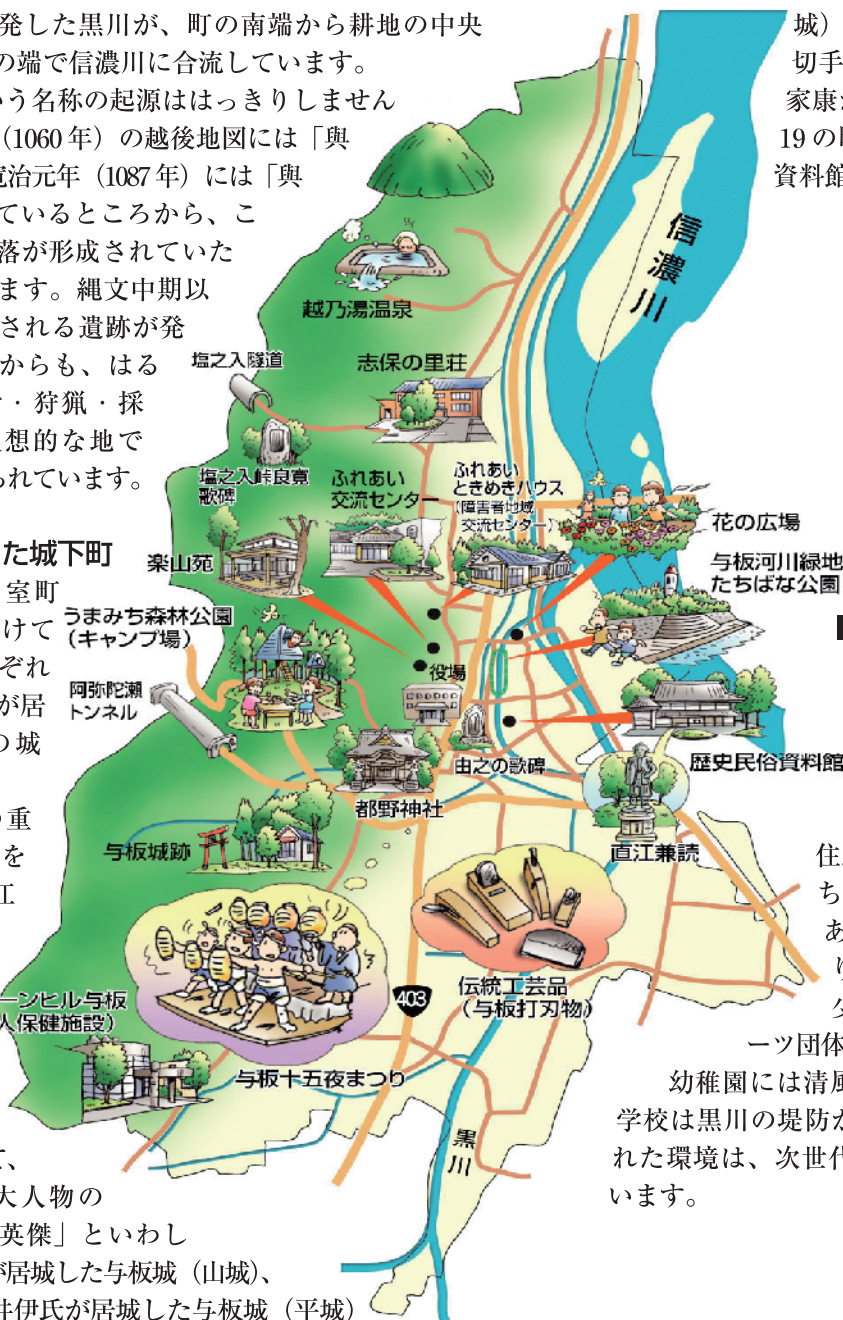 発した黒川が、町の南端から耕地の中央
の端で信濃川に合流しています。
いう名称の起源ははっきりしません
（1060年）の越後地図には「與
寛治元年（1087年）には「與
ているところから、こ
落が形成されていた
ます。縄文中期以
される遺跡が発
からも、はる
・狩猟・採
想的な地で
られています。
た城下町
室町
けて
ぞれ
が居
の城
の重
を
江
て、
大人物の
英傑」といわし
が居城した与板城（山城）、
井伊氏が居城した与板城（平城）
城）
切手
家康が
19の
資料館
信濃川
越乃湯温泉
塩之入隧道
志保の里荘
塩之入峠良寛
歌碑
ふれあい
交流センター
ふれあい
ときめきハウス
（障害者地域
交流センター）
花の広場
楽山苑
与板河川緑地
たちばな公園
うまみち森林公園
（キャンプ場）
役場
阿弥陀瀬
トンネル
由之の歌碑
歴史民俗資料館
都野神社
与板城跡
直江兼読
403
伝統工芸品
（与板打刃物）
ーンヒル与板
人保健施設）
与板十五夜まつり
黒川
住
ち
あ
り
タ
ーツ団体
幼稚園には清風
学校は黒川の堤防が
れた環境は、次世代
います。